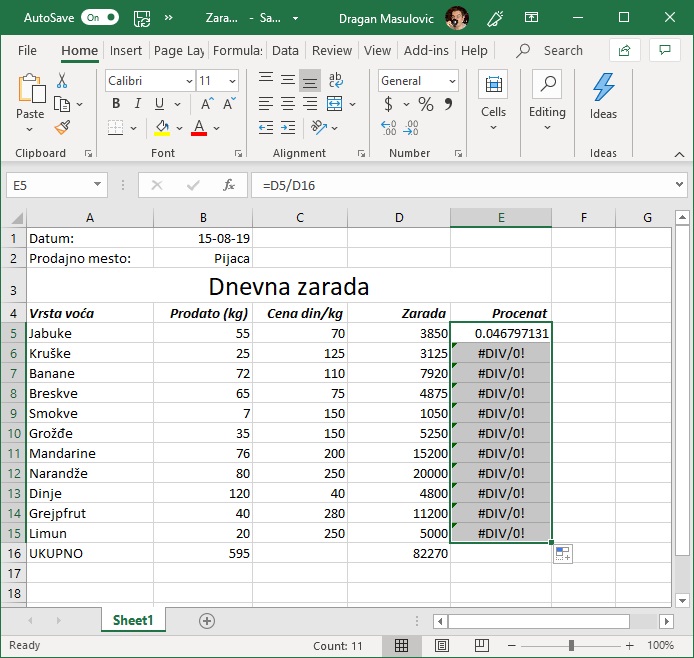 AutoSave On Zara... - Sa... Dragan Masulovic
File Home Insert Page Lay Formula: Data Review View Add-ins Help Search
Calibri 11 General
Paste B I U A A $ % 9 Cells Editing Ideas
ab c
A .00 .00
Clipboard Font Alignment Number Ideas
E5 fx =D5/D16
A B C D E F G
1 Datum: 15-08-19
2 Prodajno mesto: Pijaca
3 Dnevna zarada
4 Vrsta voća Prodato (kg) Cena din/kg Zarada Procenat
5 Jabuke 55 70 3850 0.046797131
6 Kruške 25 125 3125 #DIV/0!
7 Banane 72 110 7920 #DIV/0!
8 Breskve 65 75 4875 #DIV/0!
9 Smokve 7 150 1050 #DIV/0!
10 Grožđe 35 150 5250 #DIV/0!
11 Mandarine 76 200 15200 #DIV/0!
12 Narandže 80 250 20000 #DIV/0!
13 Dinje 120 40 4800 #DIV/0!
14 Grejpfrut 40 280 11200 #DIV/0!
15 Limun 20 250 5000 #DIV/0!
16 UKUPNO 595 82270
17
18
Sheet1
Ready Count: 11 100%